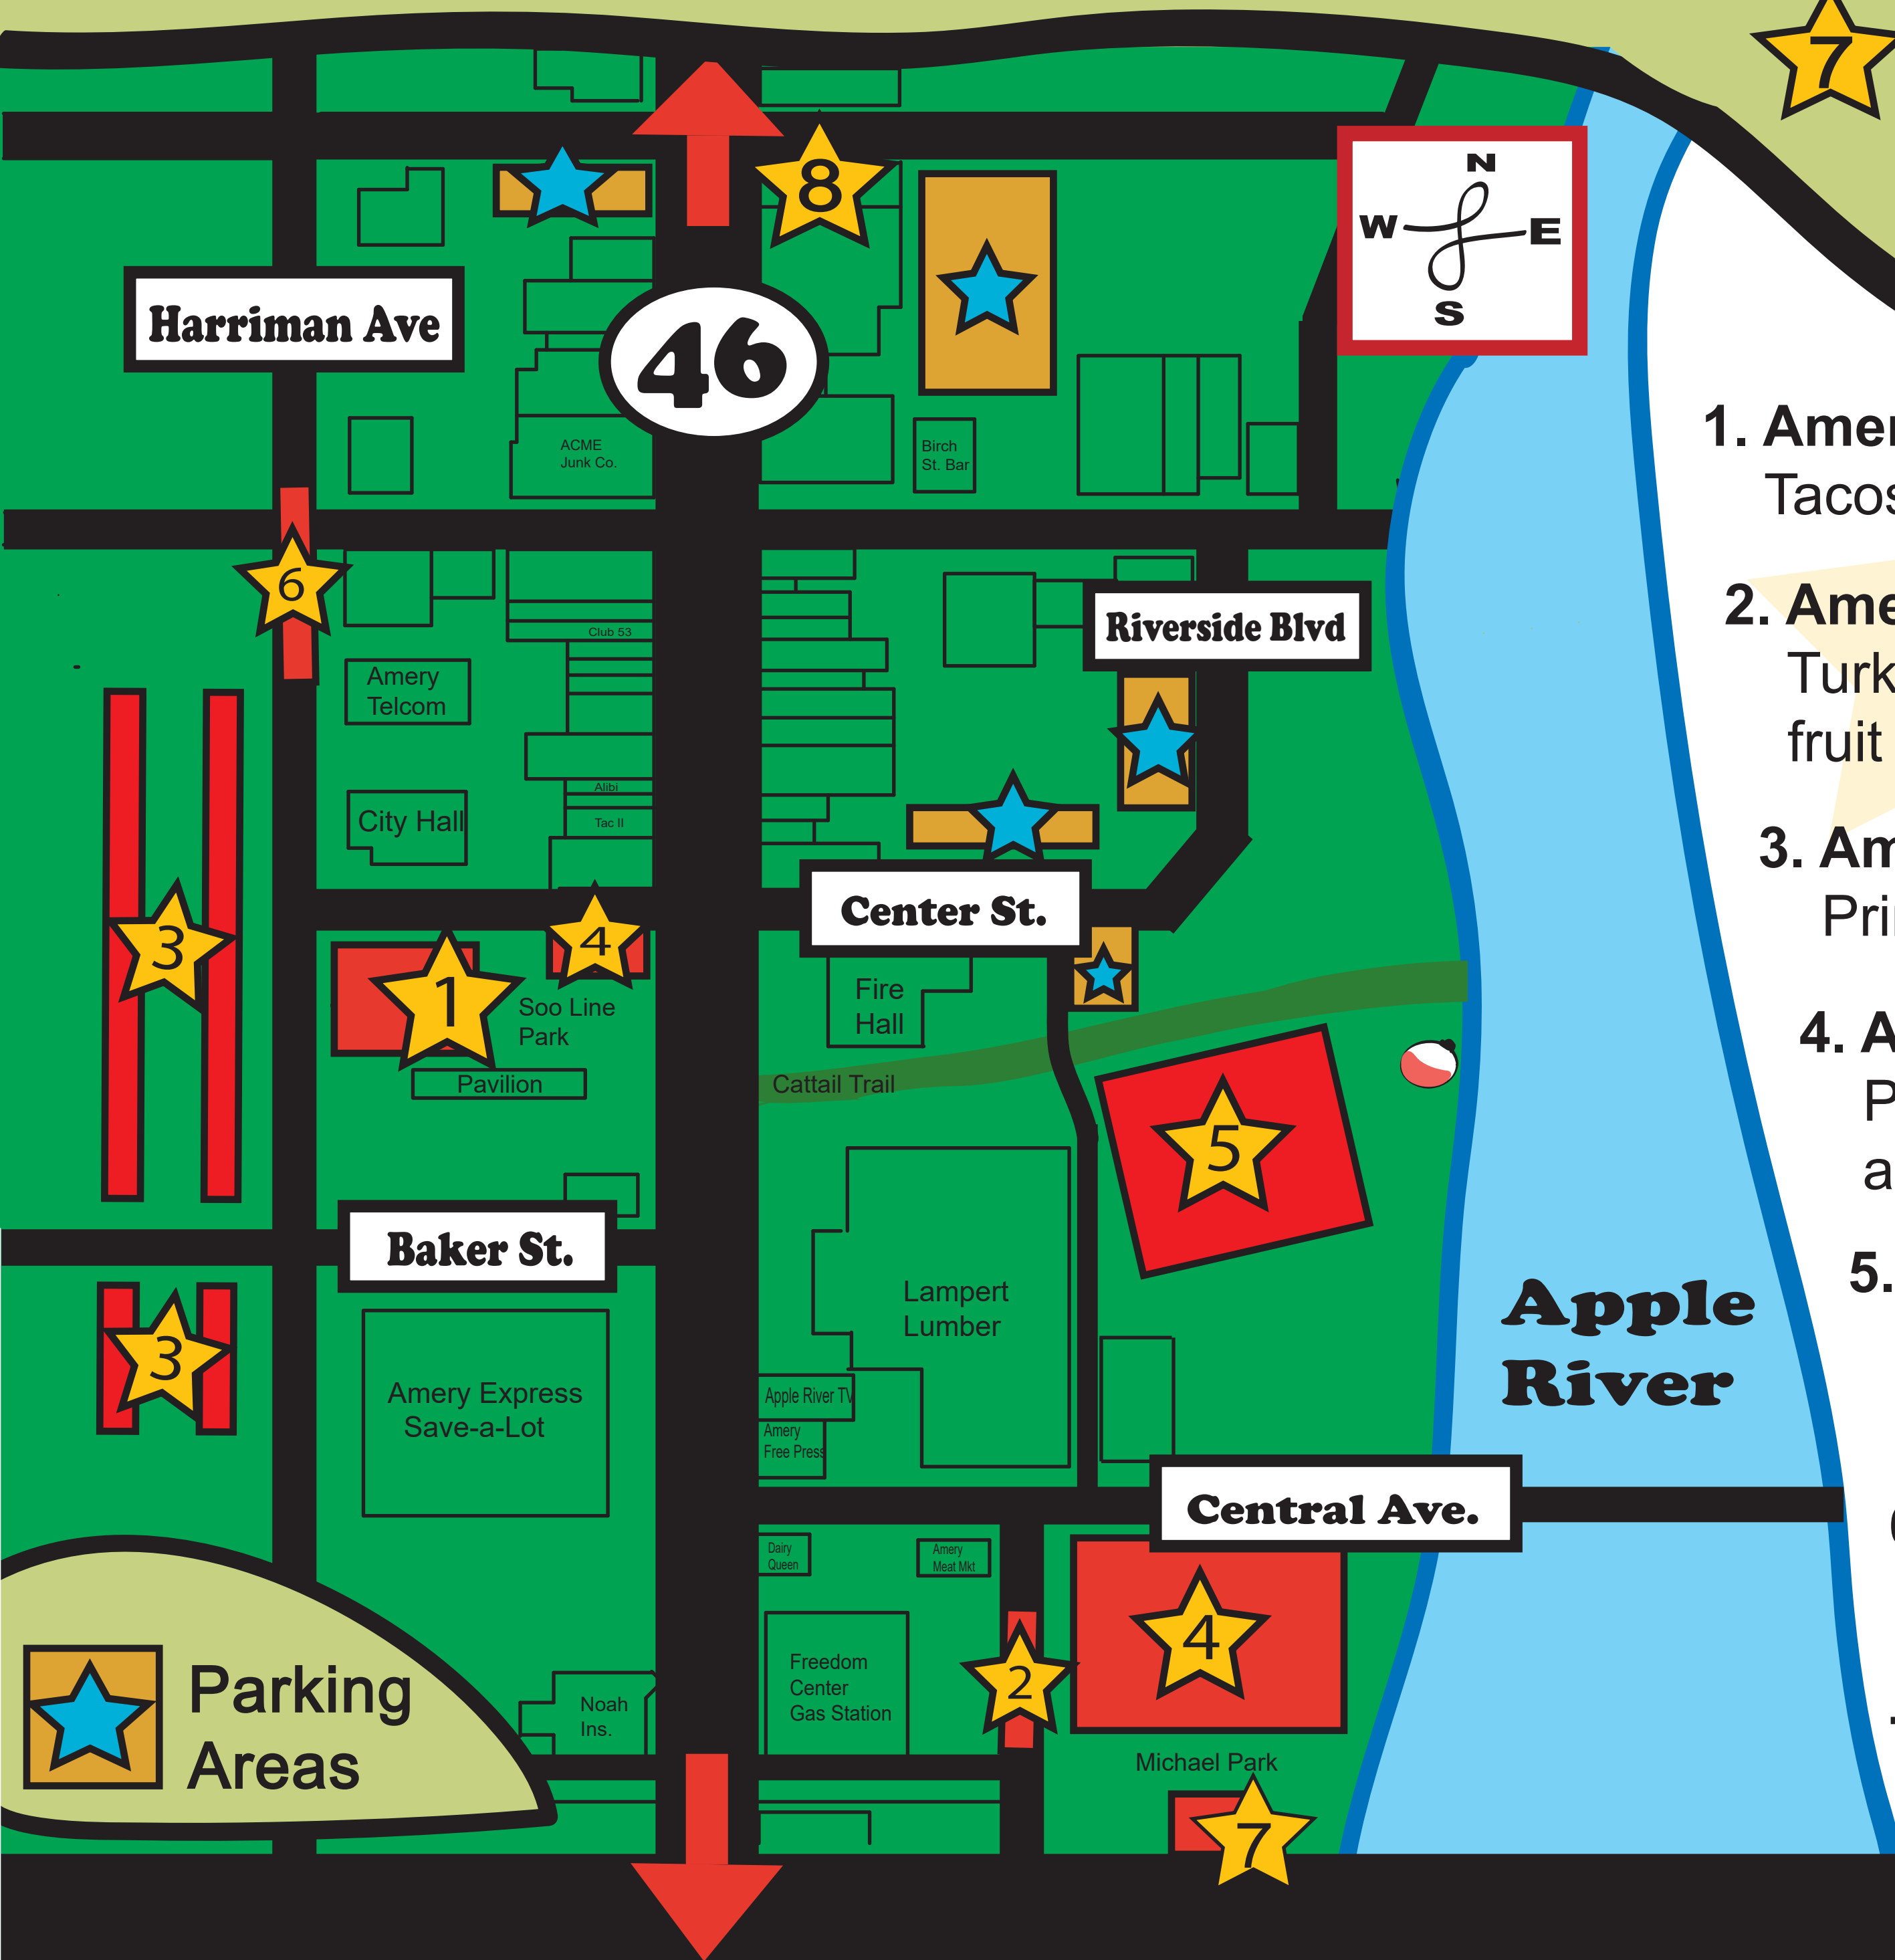 7
8
N
W
E
S
Harriman Ave
46
ACME
Junk Co.
Birch
St. Bar
1. Amer
Tacos
6
Club 53
Riverside Blvd
2. Ame
Turk
fruit
Amery
Telcom
City Hall
Alibi
Tac II
3. Am
Prin
Center St.
3
4
1
Soo Line
Park
Pavilion
Fire
Hall
Cattail Trail
4. A
P
a
5
Baker St.
5.
Lampert
Lumber
Apple
River
3
Amery Express
Save-a-Lot
Apple River TV
Amery
Free Press
Central Ave.
Dairy
Queen
Amery
Meat Mkt
4
2
Freedom
Center
Gas Station
Noah
Ins.
Michael Park
7
Parking
Areas